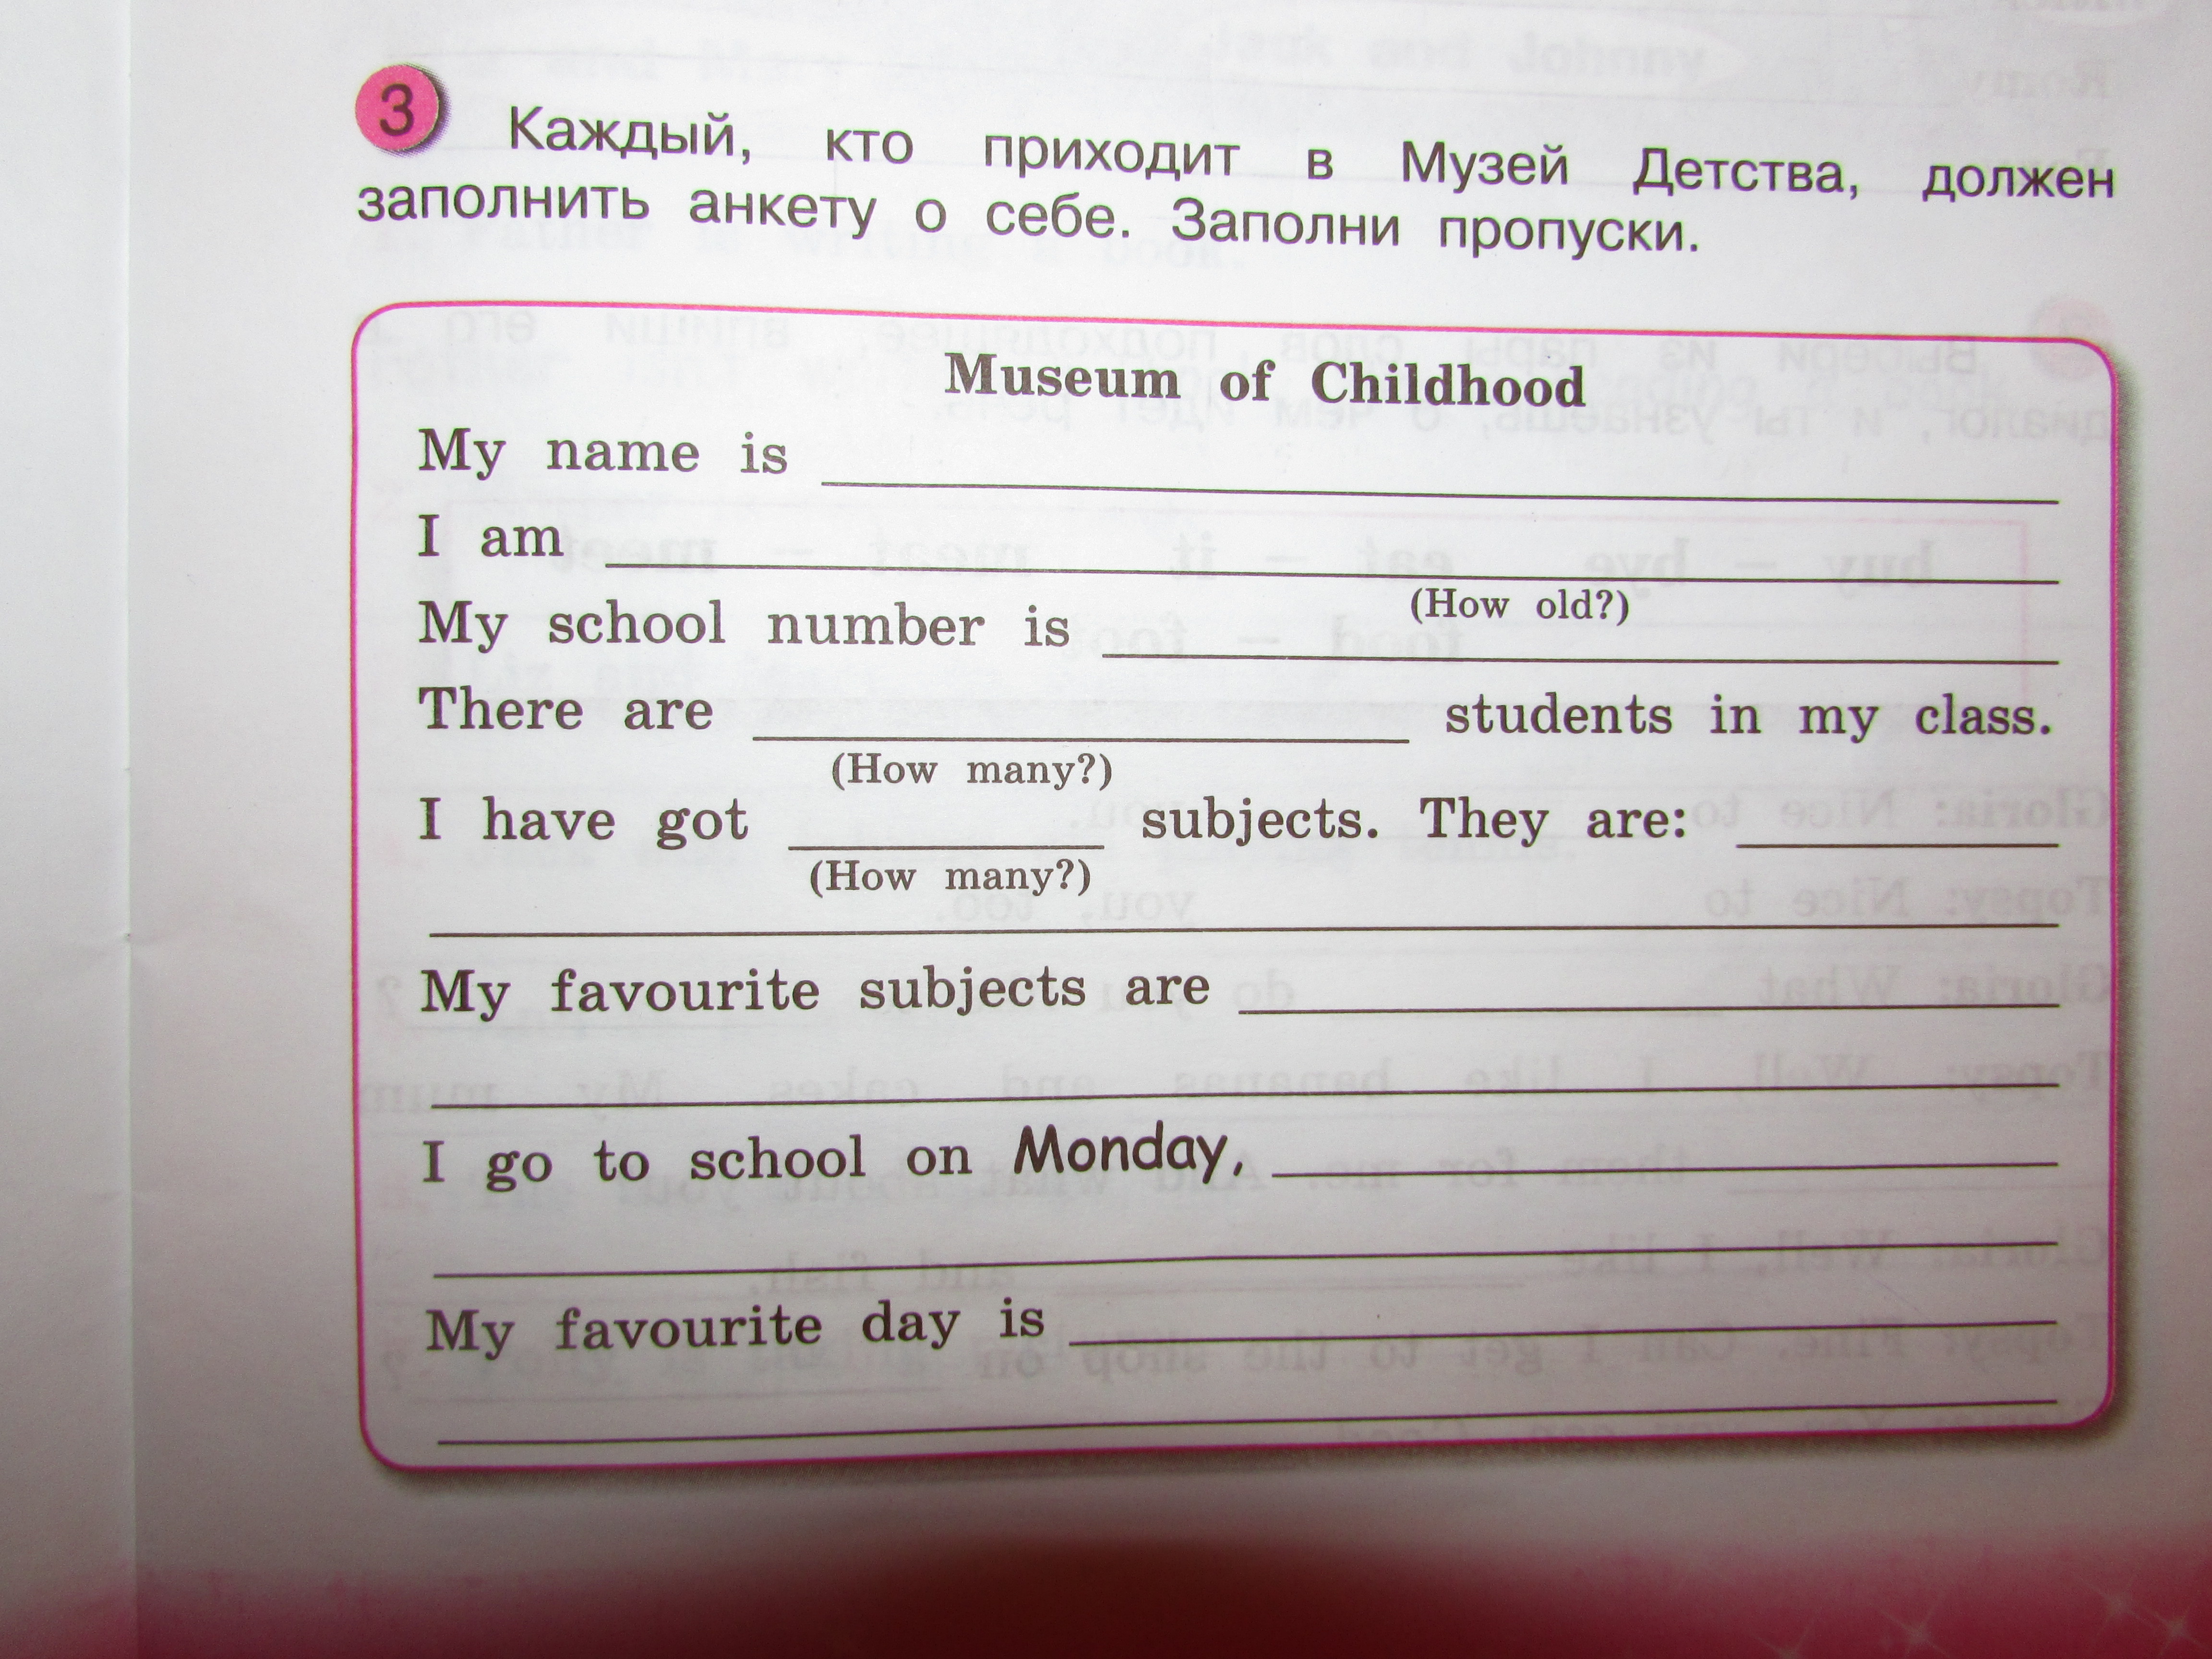 3 Каждый, кто приходит в Музей Детства, должен
заполнить анкету о себе. Заполни пропуски.
Museum of Childhood
My name is
I am
(How old?)
My school number is
There are students in my class.
(How many?)
I have got subjects. They are:
(How many?)
My favourite subjects are
I go to school on Monday,
My favourite day is